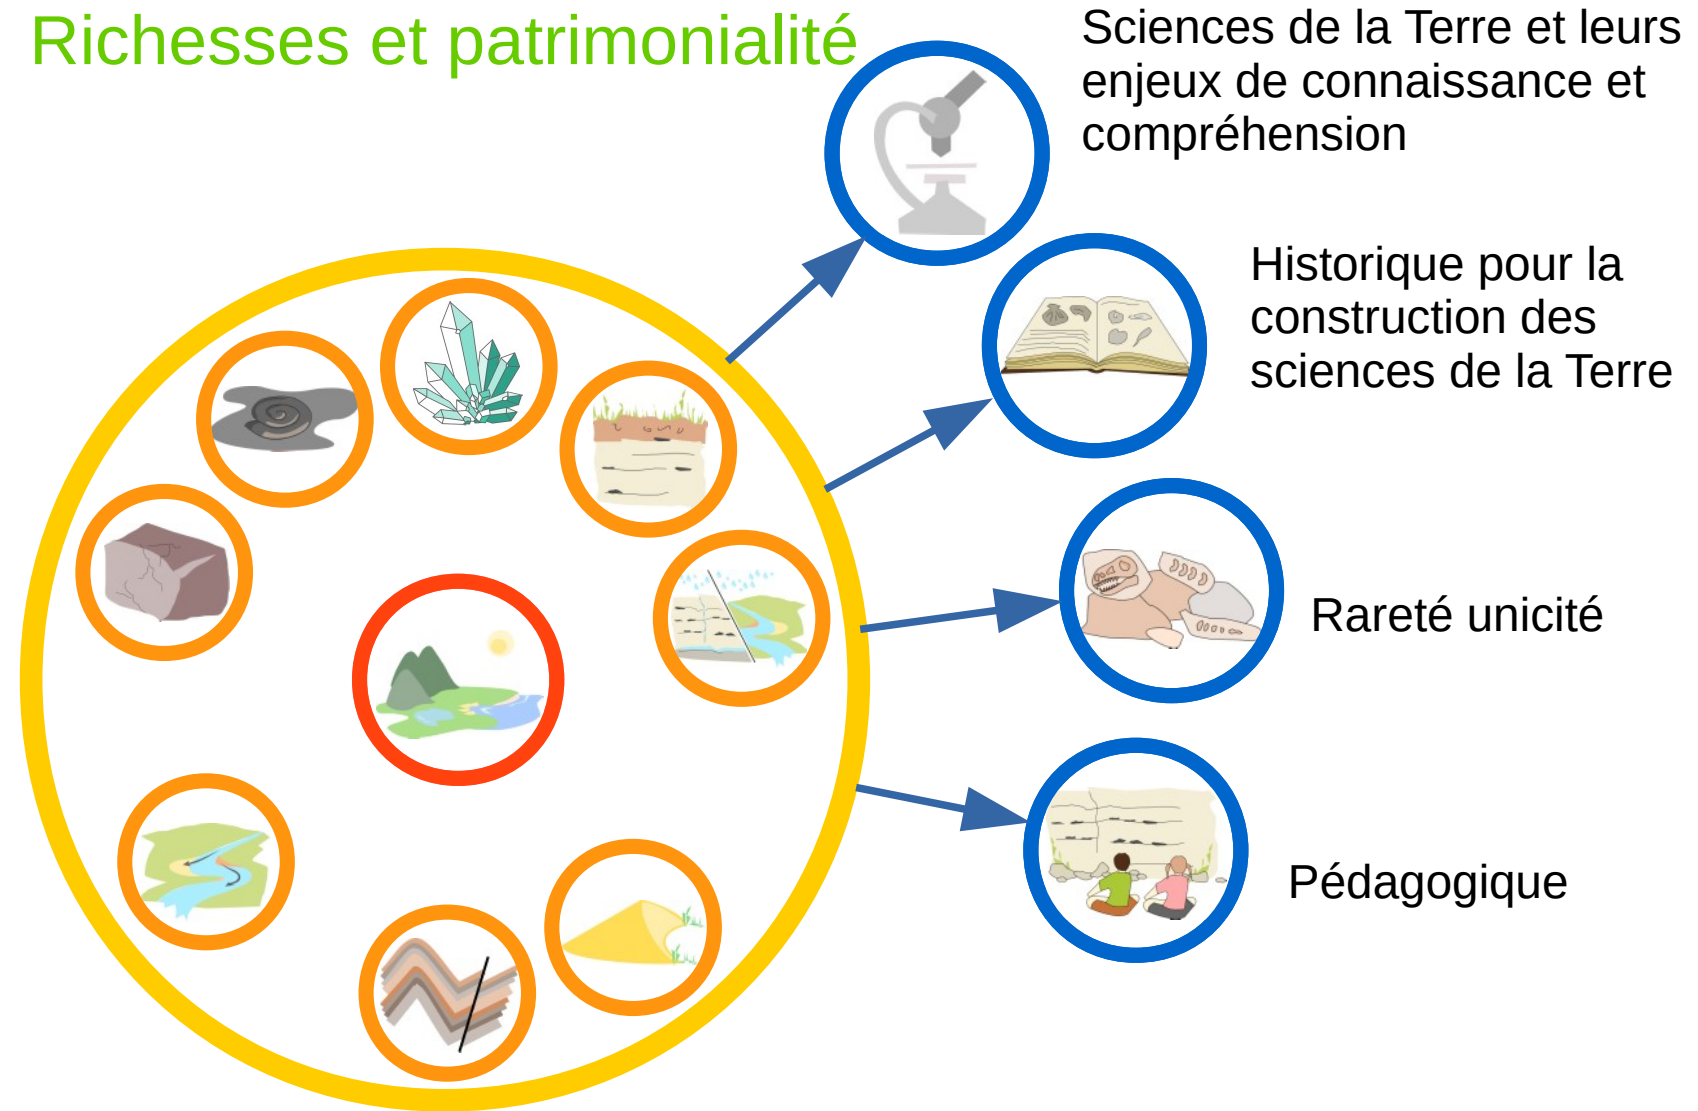 Richesses et patrimonialité
Sciences de la Terre et leurs
enjeux de connaissance et
compréhension
Historique pour la
construction des
sciences de la Terre
Rareté unicité
Pédagogique